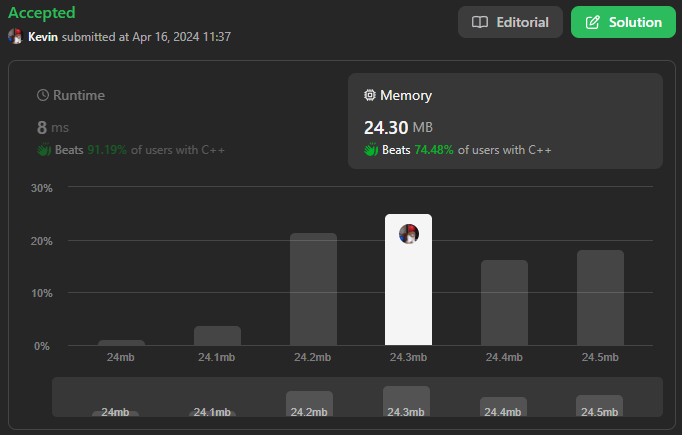 Accepted
Editorial
Solution
Kevin submitted at Apr 16, 2024 11:37
Runtime
8 ms
Beats 91.19% of users with C++
Memory
24.30 MB
Beats 74.48% of users with C++
30%
20%
10%
0%
24mb 24.1mb 24.2mb 24.3mb 24.4mb 24.5mb
24mb 24.1mb 24.2mb 24.3mb 24.4mb 24.5mb